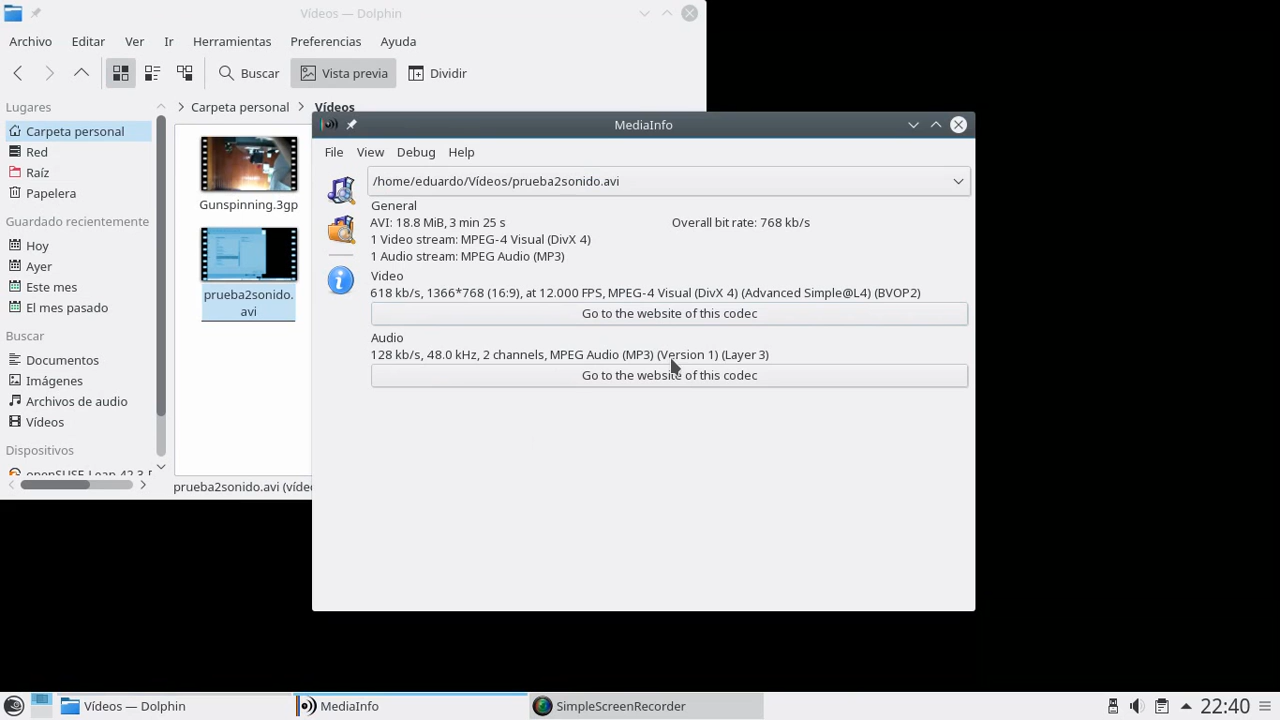 Vídeos — Dolphin
Archivo Editar Ver Ir Herramientas Preferencias Ayuda
Buscar Vista previa Dividir
Lugares
Carpeta personal
Red
Raíz
Papelera
Guardado recientemente
Hoy
Ayer
Este mes
El mes pasado
Buscar
Documentos
Imágenes
Archivos de audio
Vídeos
Dispositivos
openSUSE Leap 42.3
Carpeta personal Vídeos
Gunspinning.3gp
prueba2sonido.
avi
prueba2sonido.avi (víde
MediaInfo
File View Debug Help
/home/eduardo/Vídeos/prueba2sonido.avi
General
AVI: 18.8 MiB, 3 min 25 s Overall bit rate: 768 kb/s
1 Video stream: MPEG-4 Visual (DivX 4)
1 Audio stream: MPEG Audio (MP3)
Video
618 kb/s, 1366*768 (16:9), at 12.000 FPS, MPEG-4 Visual (DivX 4) (Advanced Simple@L4) (BVOP2)
Go to the website of this codec
Audio
128 kb/s, 48.0 kHz, 2 channels, MPEG Audio (MP3) (Version 1) (Layer 3)
Go to the website of this codec
Vídeos — Dolphin MediaInfo SimpleScreenRecorder 22:40